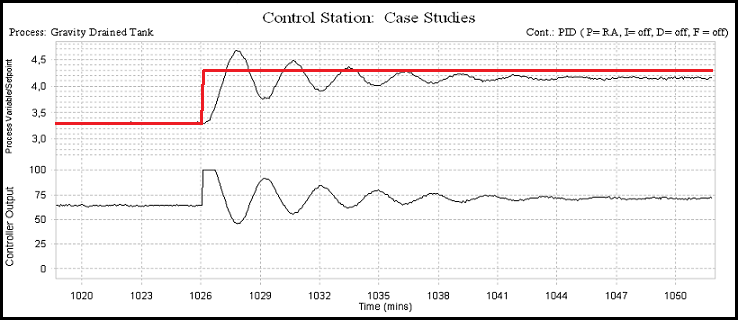 Control Station: Case Studies
Process: Gravity Drained Tank
Cont.: PID ( P= RA, I= off, D= off, F = off)
Process Variable/Setpoint
4,5
4,0
3,5
3,0
Controller Output
100
75
50
25
0
1020 1023 1026 1029 1032 1035 1038 1041 1044 1047 1050
Time (mins)